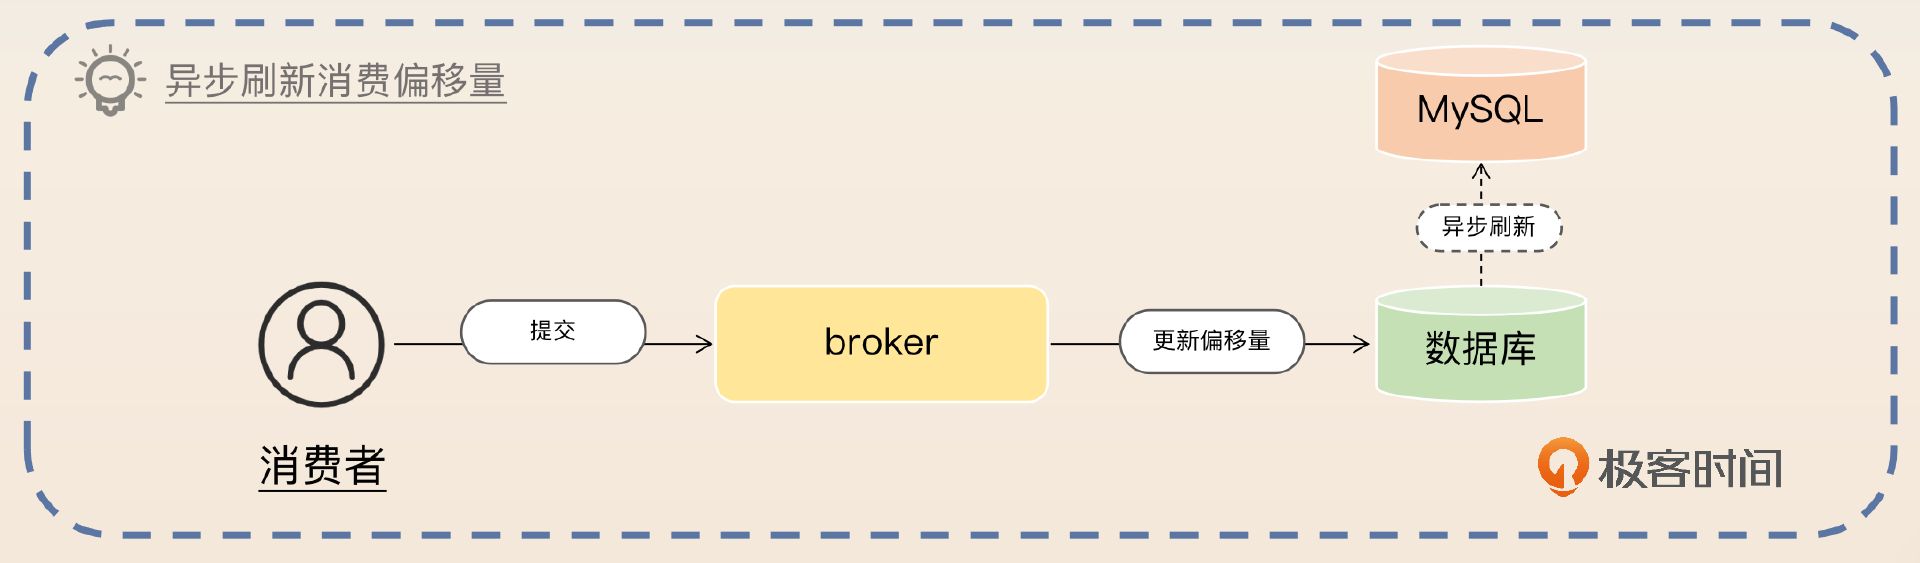 异步刷新消费偏移量
MySQL
异步刷新
提交
broker
更新偏移量
数据库
消费者
极客时间